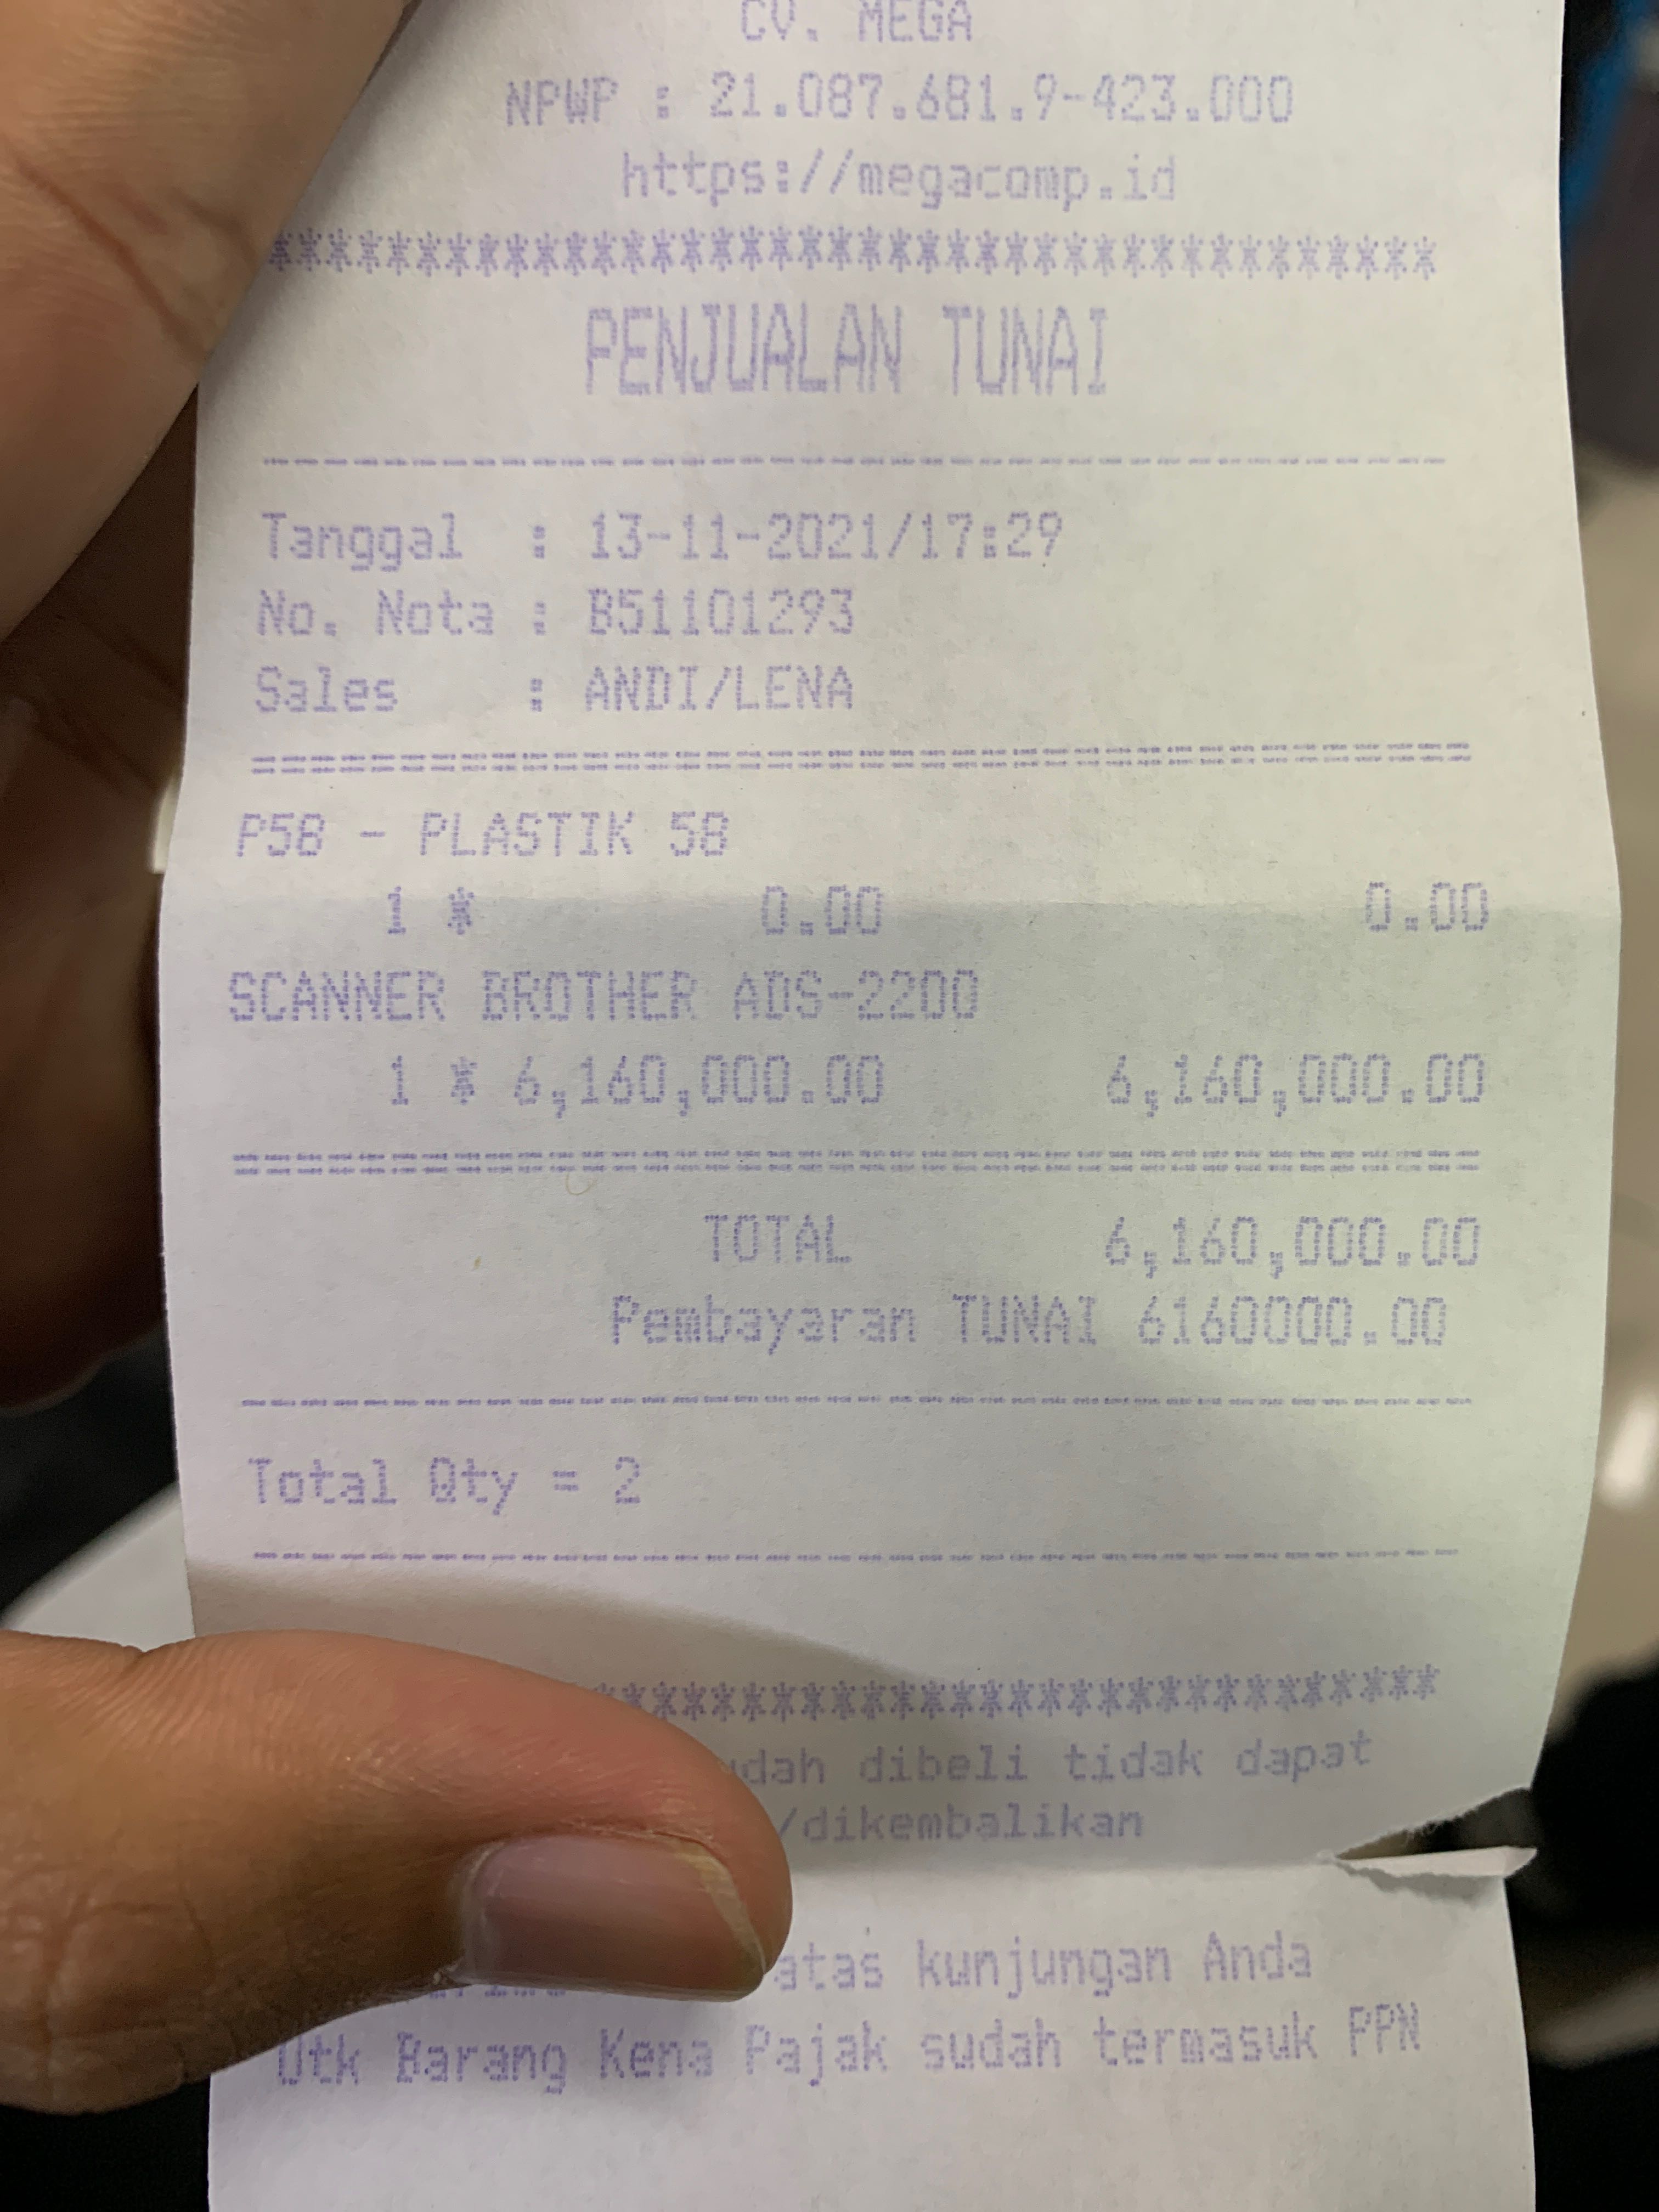 CV. MEGA
NPWP : 21.087.681.9-423.000
https://megacomp.id
****************************************
PENJUALAN TUNAI
----------------------------------------
Tanggal : 13-11-2021/17:29
No. Nota : B51101293
Sales : ANDI/LENA
========================================
P58 - PLASTIK 58
1 * 0.00 0.00
SCANNER BROTHER ADS-2200
1 * 6,160,000.00 6,160,000.00
========================================
TOTAL 6,160,000.00
Pembayaran TUNAI 6160000.00
----------------------------------------
Total Qty = 2
----------------------------------------
****************************
dibeli tidak dapat
/dikembalikan
atas kunjungan Anda
Utk Barang Kena Pajak sudah termasuk PPN